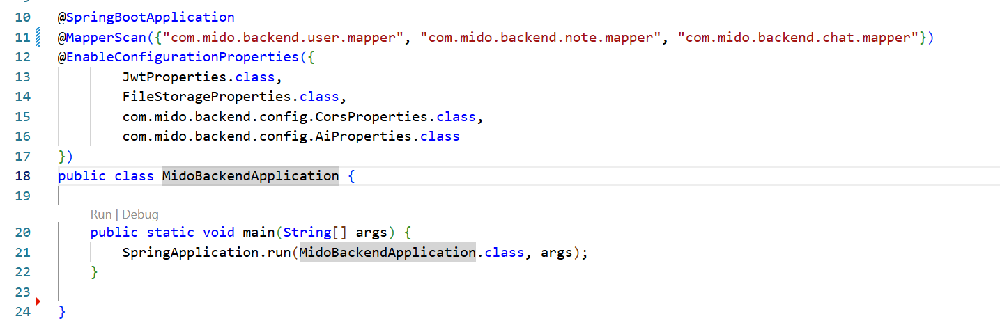 10 @SpringBootApplication
11 @MapperScan({"com.mido.backend.user.mapper", "com.mido.backend.note.mapper", "com.mido.backend.chat.mapper"})
12 @EnableConfigurationProperties({
13 JwtProperties.class,
14 FileStorageProperties.class,
15 com.mido.backend.config.CorsProperties.class,
16 com.mido.backend.config.AiProperties.class
17 })
18 public class MidoBackendApplication {
19
Run | Debug
20 public static void main(String[] args) {
21 SpringApplication.run(MidoBackendApplication.class, args);
22 }
23
24 }